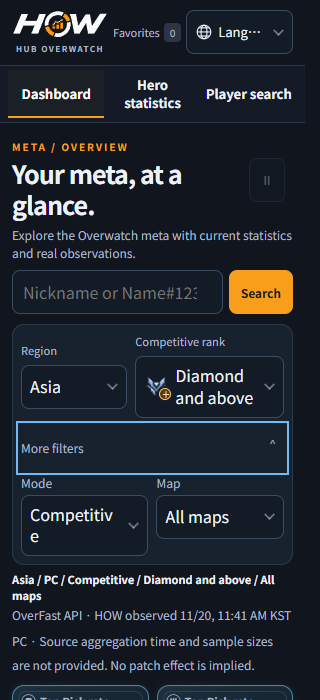 HOW
HUB OVERWATCH
Favorites 0
Lang···
Dashboard
Hero
statistics
Player search
META / OVERVIEW
Your meta, at a
glance.
Explore the Overwatch meta with current statistics
and real observations.
Nickname or Name#123
Search
Region
Competitive rank
Asia
Diamond
and above
More filters
Mode
Map
Competitiv
e
All maps
Asia / PC / Competitive / Diamond and above / All
maps
OverFast API · HOW observed 11/20, 11:41 AM KST
PC · Source aggregation time and sample sizes
are not provided. No patch effect is implied.